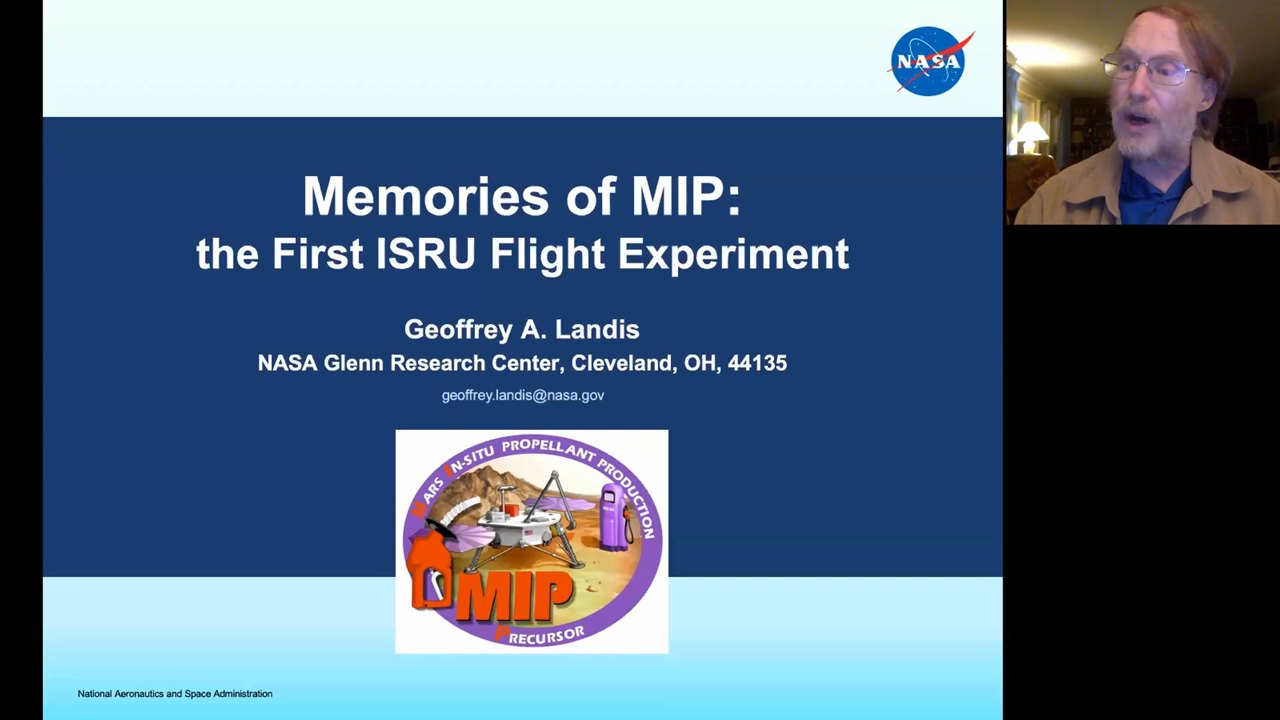 NASA
Memories of MIP:
the First ISRU Flight Experiment
Geoffrey A. Landis
NASA Glenn Research Center, Cleveland, OH, 44135
geoffrey.landis@nasa.gov
MARS IN-SITU PROPELLANT PRODUCTION
NASA
MIP
PRECURSOR
National Aeronautics and Space Administration